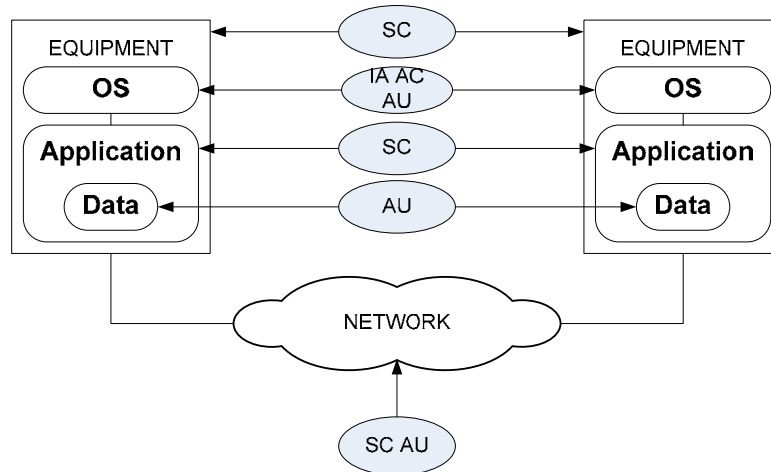 SC
EQUIPMENT
EQUIPMENT
OS
IA AC
AU
OS
Application
SC
Application
Data
AU
Data
NETWORK
SC AU